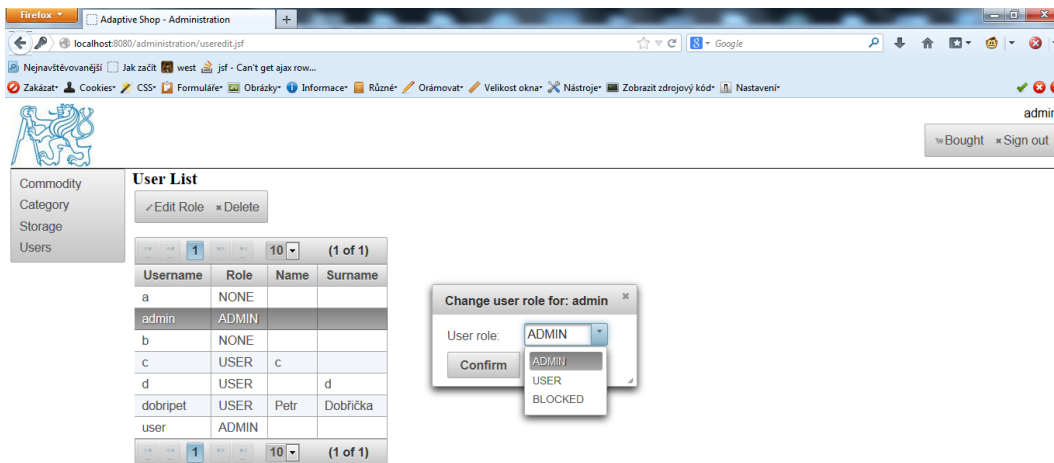 Firefox
Adaptive Shop - Administration
localhost:8080/administration/useredit.jsf
Google
Nejnavštěvovanější Jak začít west jsf - Can't get ajax row...
Zakázat Cookies CSS Formuláře Obrázky Informace Různé Orámovat Velikost okna Nástroje Zobrazit zdrojový kód Nastavení
admin
Bought Sign out
Commodity
Category
Storage
Users
User List
Edit Role Delete
1 10 (1 of 1)
Username Role Name Surname
a NONE
admin ADMIN
b NONE
c USER c
d USER d
dobripet USER Petr Dobřička
user ADMIN
1 10 (1 of 1)
Change user role for: admin
User role: ADMIN
Confirm
ADMIN
USER
BLOCKED